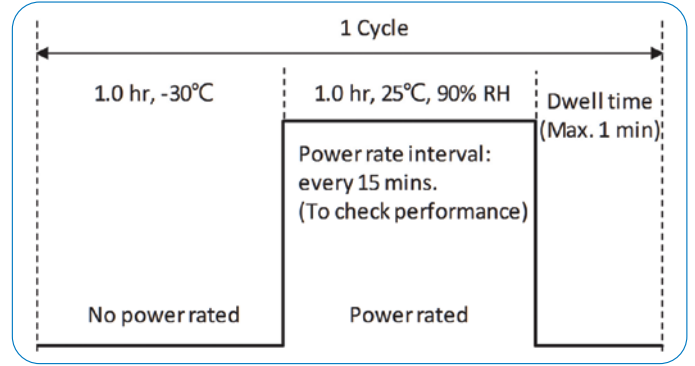 1 Cycle
1.0 hr, -30℃
1.0 hr, 25℃, 90% RH
Dwell time
(Max. 1 min)
Power rate interval:
every 15 mins.
(To check performance)
No power rated
Power rated